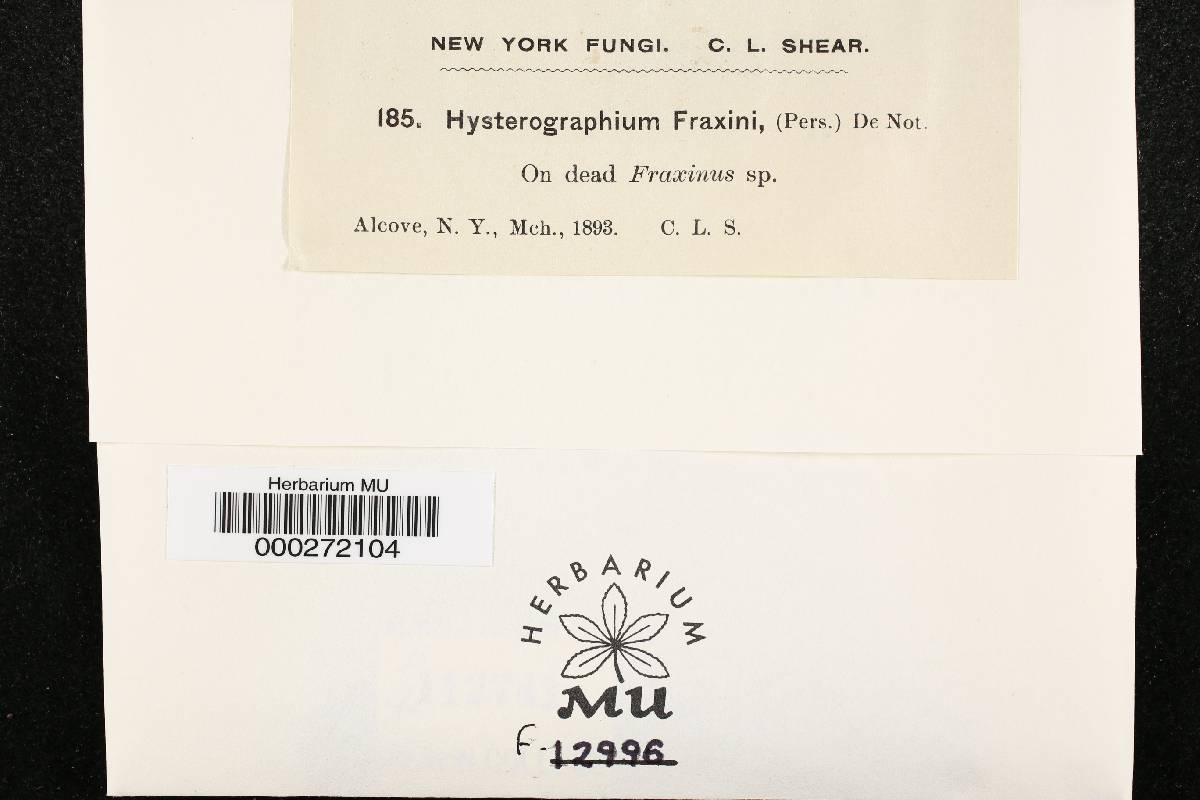 NEW YORK FUNGI. C. L. SHEAR.
185. Hysterographium Fraxini, (Pers.) De Not.
On dead Fraxinus sp.
Alcove, N. Y., Mch., 1893. C. L. S.
Herbarium MU
000272104
HERBARIUM
MU
F-12996